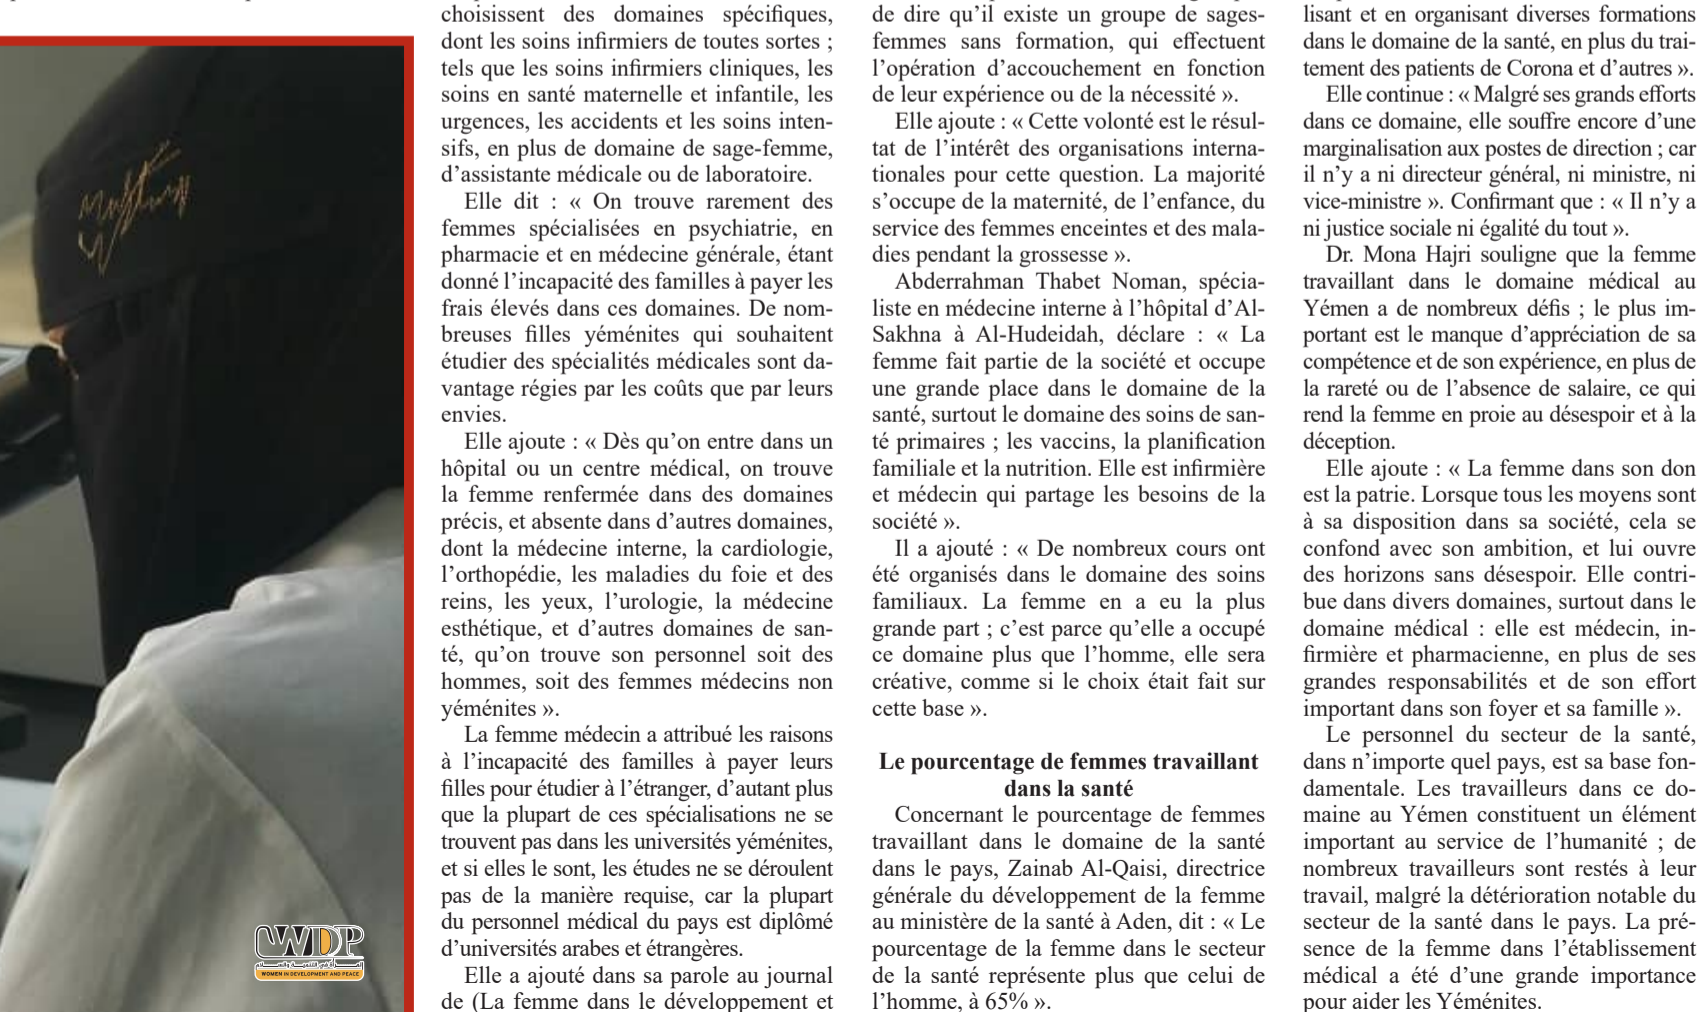 choisissent des domaines spécifiques,
dont les soins infirmiers de toutes sortes ;
tels que les soins infirmiers cliniques, les
soins en santé maternelle et infantile, les
urgences, les accidents et les soins inten-
sifs, en plus de domaine de sage-femme,
d’assistante médicale ou de laboratoire.
Elle dit : « On trouve rarement des
femmes spécialisées en psychiatrie, en
pharmacie et en médecine générale, étant
donné l’incapacité des familles à payer les
frais élevés dans ces domaines. De nom-
breuses filles yéménites qui souhaitent
étudier des spécialités médicales sont da-
vantage régies par les coûts que par leurs
envies.
Elle ajoute : « Dès qu’on entre dans un
hôpital ou un centre médical, on trouve
la femme renfermée dans des domaines
précis, et absente dans d’autres domaines,
dont la médecine interne, la cardiologie,
l’orthopédie, les maladies du foie et des
reins, les yeux, l’urologie, la médecine
esthétique, et d’autres domaines de san-
té, qu’on trouve son personnel soit des
hommes, soit des femmes médecins non
yéménites ».
La femme médecin a attribué les raisons
à l’incapacité des familles à payer leurs
filles pour étudier à l’étranger, d’autant plus
que la plupart de ces spécialisations ne se
trouvent pas dans les universités yéménites,
et si elles le sont, les études ne se déroulent
pas de la manière requise, car la plupart
du personnel médical du pays est diplômé
d’universités arabes et étrangères.
Elle a ajouté dans sa parole au journal
de (La femme dans le développement et
de dire qu’il existe un groupe de sages-
femmes sans formation, qui effectuent
l’opération d’accouchement en fonction
de leur expérience ou de la nécessité ».
Elle ajoute : « Cette volonté est le résul-
tat de l’intérêt des organisations interna-
tionales pour cette question. La majorité
s’occupe de la maternité, de l’enfance, du
service des femmes enceintes et des mala-
dies pendant la grossesse ».
Abderrahman Thabet Noman, spécia-
liste en médecine interne à l’hôpital d’Al-
Sakhna à Al-Hudeidah, déclare : « La
femme fait partie de la société et occupe
une grande place dans le domaine de la
santé, surtout le domaine des soins de san-
té primaires ; les vaccins, la planification
familiale et la nutrition. Elle est infirmière
et médecin qui partage les besoins de la
société ».
Il a ajouté : « De nombreux cours ont
été organisés dans le domaine des soins
familiaux. La femme en a eu la plus
grande part ; c’est parce qu’elle a occupé
ce domaine plus que l’homme, elle sera
créative, comme si le choix était fait sur
cette base ».
Le pourcentage de femmes travaillant
dans la santé
Concernant le pourcentage de femmes
travaillant dans le domaine de la santé
dans le pays, Zainab Al-Qaisi, directrice
générale du développement de la femme
au ministère de la santé à Aden, dit : « Le
pourcentage de la femme dans le secteur
de la santé représente plus que celui de
l’homme, à 65% ».
lisant et en organisant diverses formations
dans le domaine de la santé, en plus du trai-
tement des patients de Corona et d’autres ».
Elle continue : « Malgré ses grands efforts
dans ce domaine, elle souffre encore d’une
marginalisation aux postes de direction ; car
il n’y a ni directeur général, ni ministre, ni
vice-ministre ». Confirmant que : « Il n’y a
ni justice sociale ni égalité du tout ».
Dr. Mona Hajri souligne que la femme
travaillant dans le domaine médical au
Yémen a de nombreux défis ; le plus im-
portant est le manque d’appréciation de sa
compétence et de son expérience, en plus de
la rareté ou de l’absence de salaire, ce qui
rend la femme en proie au désespoir et à la
déception.
Elle ajoute : « La femme dans son don
est la patrie. Lorsque tous les moyens sont
à sa disposition dans sa société, cela se
confond avec son ambition, et lui ouvre
des horizons sans désespoir. Elle contri-
bue dans divers domaines, surtout dans le
domaine médical : elle est médecin, in-
firmière et pharmacienne, en plus de ses
grandes responsabilités et de son effort
important dans son foyer et sa famille ».
Le personnel du secteur de la santé,
dans n’importe quel pays, est sa base fon-
damentale. Les travailleurs dans ce do-
maine au Yémen constituent un élément
important au service de l’humanité ; de
nombreux travailleurs sont restés à leur
travail, malgré la détérioration notable du
secteur de la santé dans le pays. La pré-
sence de la femme dans l’établissement
médical a été d’une grande importance
pour aider les Yéménites.
WDP
WOMEN IN DEVELOPMENT AND PEACE